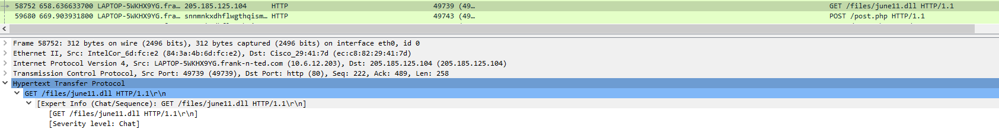 58752 658.636633700 LAPTOP-5WKHX9YG.fra… 205.185.125.104 HTTP 49739 (49… GET /files/june11.dll HTTP/1.1
59680 669.903931800 LAPTOP-5WKHX9YG.fra… snnmnkxdhflwgthqism… HTTP 49743 (49… POST /post.php HTTP/1.1
Frame 58752: 312 bytes on wire (2496 bits), 312 bytes captured (2496 bits) on interface eth0, id 0
Ethernet II, Src: IntelCor_6d:fc:e2 (84:3a:4b:6d:fc:e2), Dst: Cisco_29:41:7d (ec:c8:82:29:41:7d)
Internet Protocol Version 4, Src: LAPTOP-5WKHX9YG.frank-n-ted.com (10.6.12.203), Dst: 205.185.125.104 (205.185.125.104)
Transmission Control Protocol, Src Port: 49739 (49739), Dst Port: http (80), Seq: 222, Ack: 489, Len: 258
Hypertext Transfer Protocol
GET /files/june11.dll HTTP/1.1\r\n
[Expert Info (Chat/Sequence): GET /files/june11.dll HTTP/1.1\r\n]
[GET /files/june11.dll HTTP/1.1\r\n]
[Severity level: Chat]